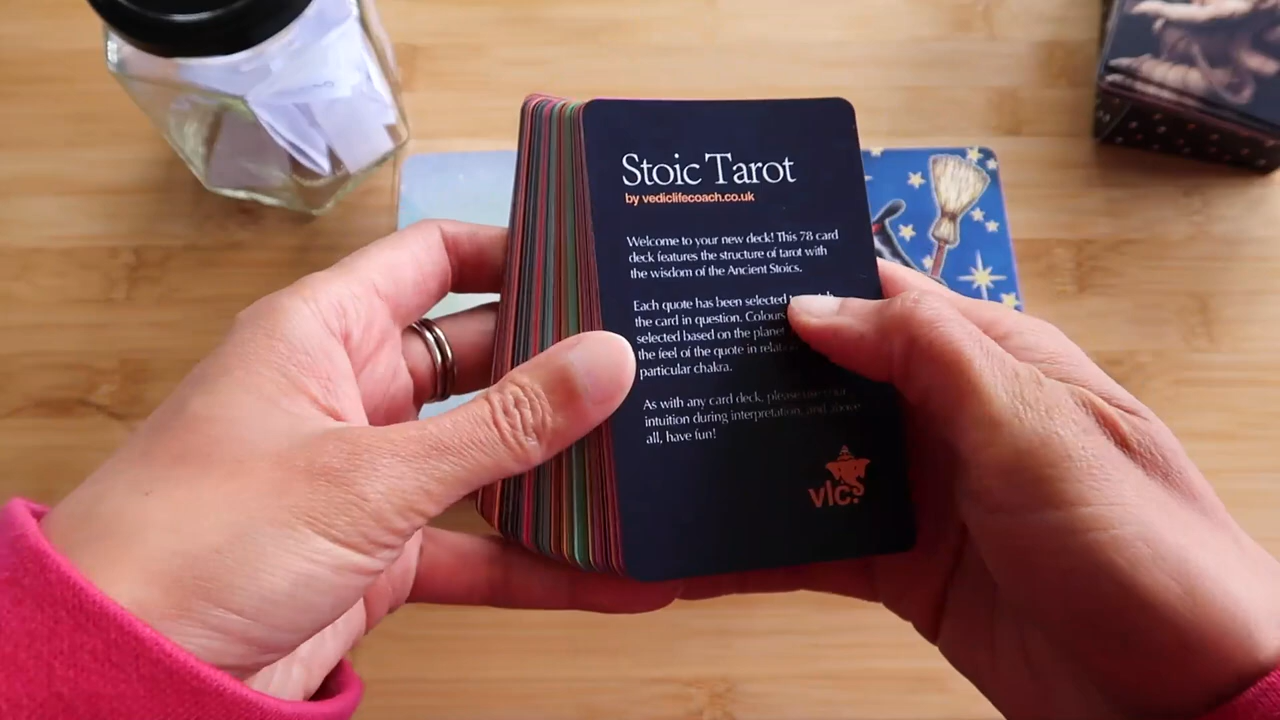 Stoic Tarot
by vediclifecoach.co.uk
Welcome to your new deck! This 78 card
deck features the structure of tarot with
the wisdom of the Ancient Stoics.
Each quote has been selected
the card in question. Colours
selected based on the planet
the feel of the quote in
particular chakra.
As with any card deck, please use your
intuition during interpretation, and above
all, have fun!
vlc.